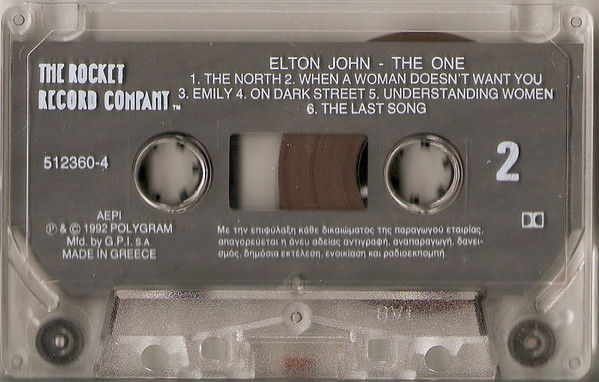 THE ROCKET
RECORD COMPANY™
ELTON JOHN - THE ONE
1. THE NORTH 2. WHEN A WOMAN DOESN'T WANT YOU
3. EMILY 4. ON DARK STREET 5. UNDERSTANDING WOMEN
6. THE LAST SONG
512360-4
2
AEPI
℗ & © 1992 POLYGRAM
Mfd. by G.P.I. S.A
MADE IN GREECE
Με την επιφύλαξη κάθε δικαιώματος της παραγωγού εταιρίας,
απαγορεύεται η άνευ αδείας αντιγραφή, αναπαραγωγή, δανει-
σμός, δημόσια εκτέλεση, ενοικίαση και ραδιοεκπομπή